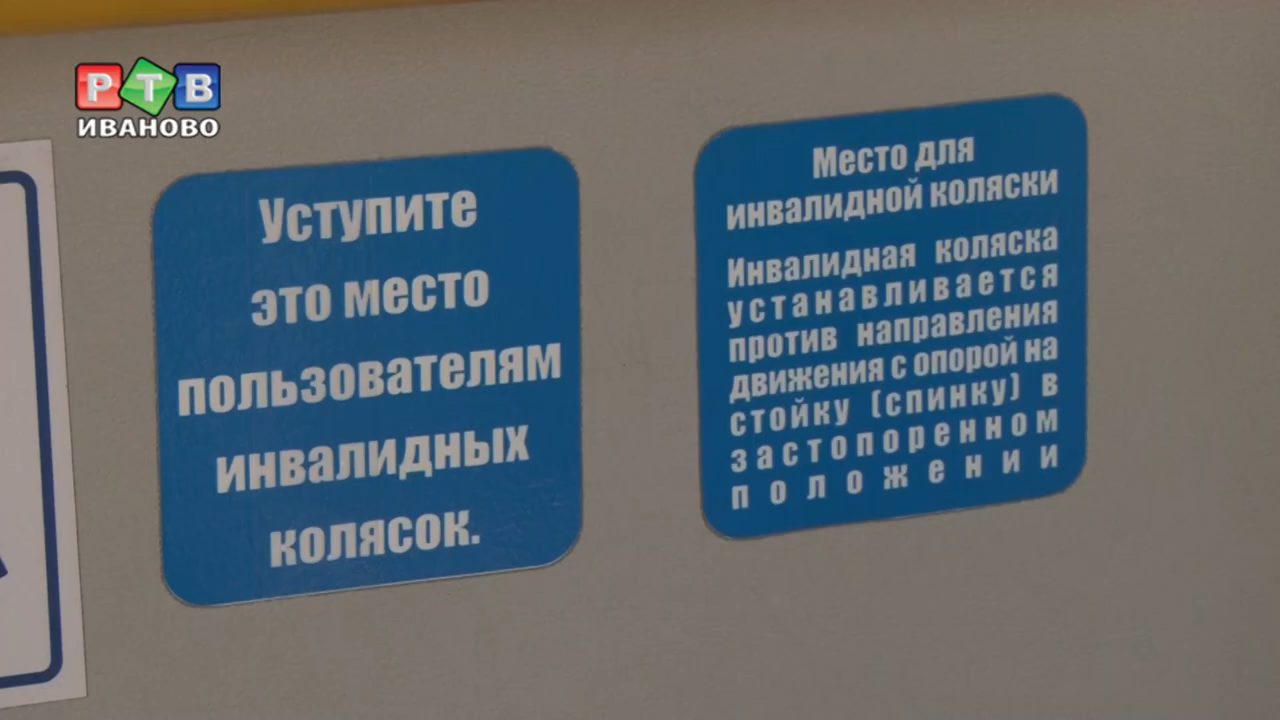 РТВ
ИВАНОВО
Уступите
это место
пользователям
инвалидных
колясок.
Место для
инвалидной коляски
Инвалидная коляска
устанавливается
против направления
движения с опорой на
стойку (спинку) в
застопоренном
положении